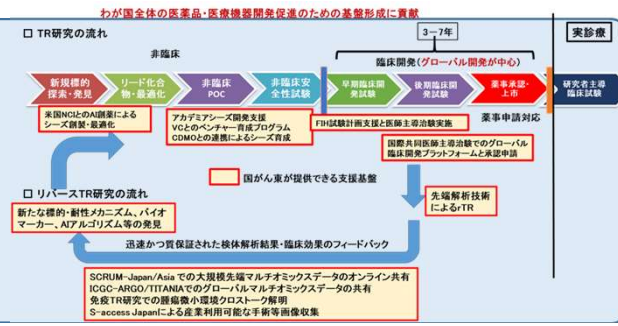 わが国全体の医薬品・医療機器開発促進のための基盤形成に貢献
□ TR研究の流れ
非臨床
3-7年
臨床開発(グローバル開発が中心)
実診療
新規標的
探索・発見
リード化合
物・最適化
非臨床
POC
非臨床安
全性試験
早期臨床開
発試験
後期臨床開
発試験
薬事承認・
上市
研究者主導
臨床試験
米国NCIとのAI創薬による
シーズ創製・最適化
アカデミアシーズ開発支援
VCとのベンチャー育成プログラム
CDMOとの連携によるシーズ育成
FIH試験計画支援と医師主導治験実施
薬事申請対応
国際共同医師主導治験でのグローバル
臨床開発プラットフォームと承認申請
国がん東が提供できる支援基盤
□ リバースTR研究の流れ
新たな標的・耐性メカニズム、バイオ
マーカー、AIアルゴリズム等の発見
先端解析技術
によるrTR
迅速かつ質保証された検体解析結果・臨床効果のフィードバック
SCRUM-Japan/Asia での大規模先端マルチオミックスデータのオンライン共有
ICGC-ARGO/TITANIAでのグローバルマルチオミックスデータの共有
免疫TR研究での腫瘍微小環境クロストーク解明
S-access Japanによる産業利用可能な手術等画像収集